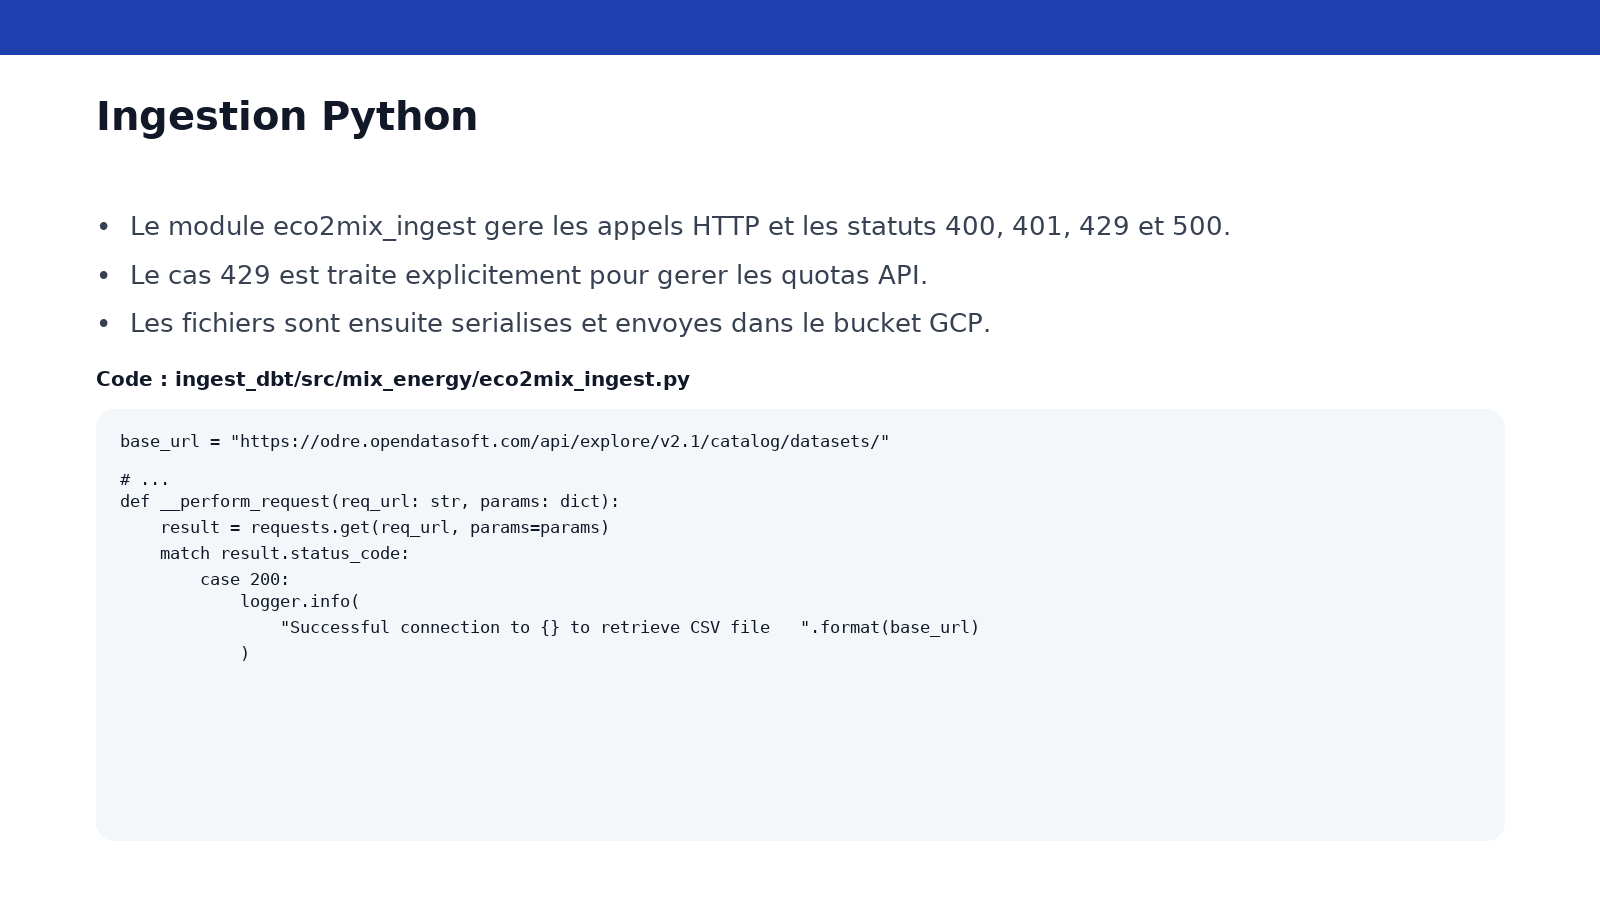 Ingestion Python
• Le module eco2mix_ingest gere les appels HTTP et les statuts 400, 401, 429 et 500.
• Le cas 429 est traite explicitement pour gerer les quotas API.
• Les fichiers sont ensuite serialises et envoyes dans le bucket GCP.
Code : ingest_dbt/src/mix_energy/eco2mix_ingest.py
base_url = "https://odre.opendatasoft.com/api/explore/v2.1/catalog/datasets/"
# ...
def __perform_request(req_url: str, params: dict):
    result = requests.get(req_url, params=params)
    match result.status_code:
        case 200:
            logger.info(
                "Successful connection to {} to retrieve CSV file   ".format(base_url)
            )